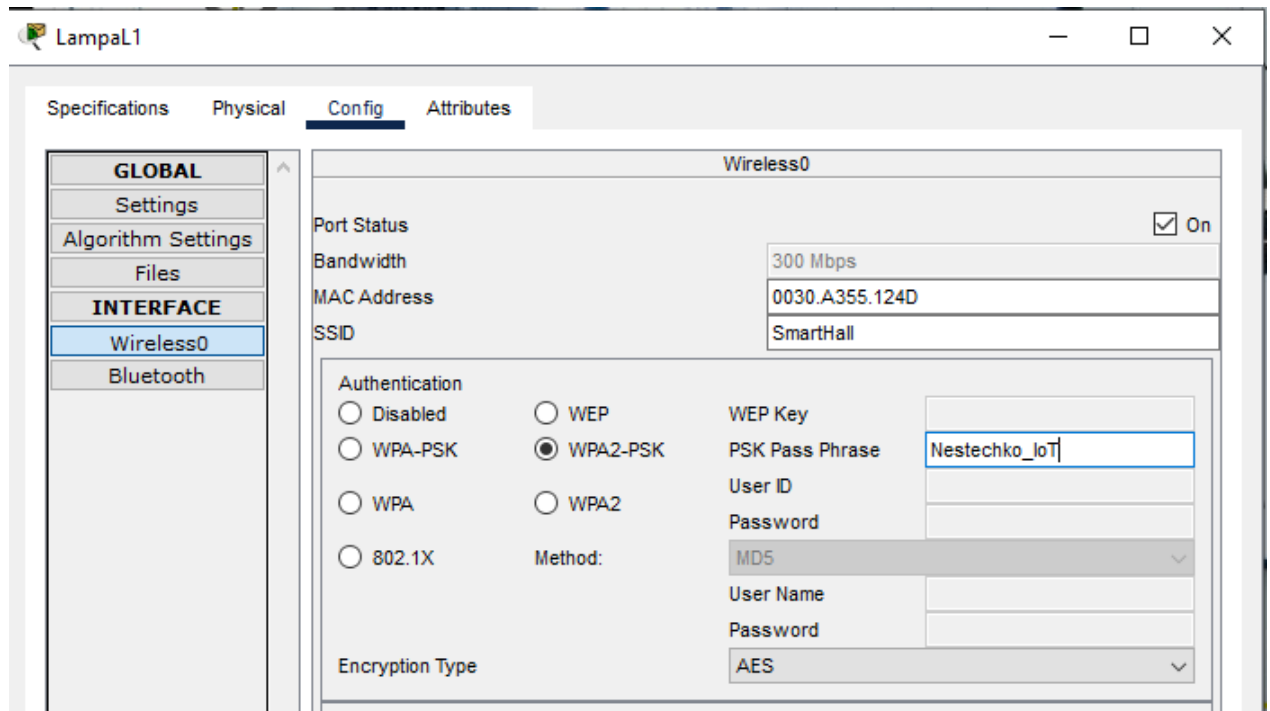 LampaL1
Specifications Physical Config Attributes
GLOBAL
Settings
Algorithm Settings
Files
INTERFACE
Wireless0
Bluetooth
Wireless0
Port Status On
Bandwidth 300 Mbps
MAC Address 0030.A355.124D
SSID SmartHall
Authentication
Disabled WEP WEP Key
WPA-PSK WPA2-PSK PSK Pass Phrase Nestechko_IoT
User ID
WPA WPA2
Password
802.1X Method: MD5
User Name
Password
Encryption Type AES